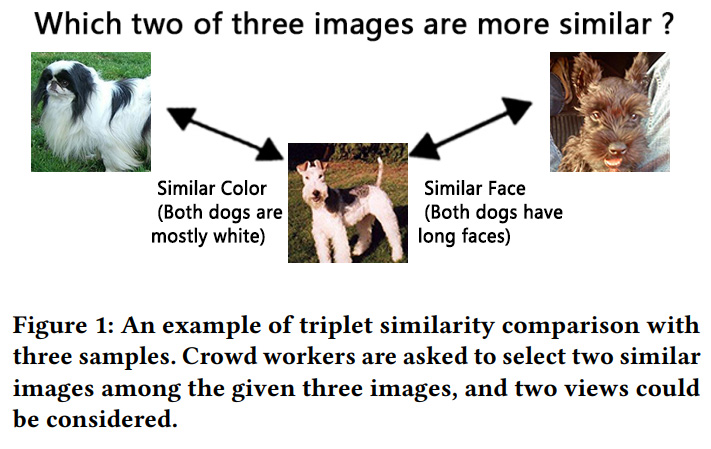 Which two of three images are more similar ?
Similar Color
(Both dogs are
mostly white)
Similar Face
(Both dogs have
long faces)
Figure 1: An example of triplet similarity comparison with
three samples. Crowd workers are asked to select two similar
images among the given three images, and two views could
be considered.